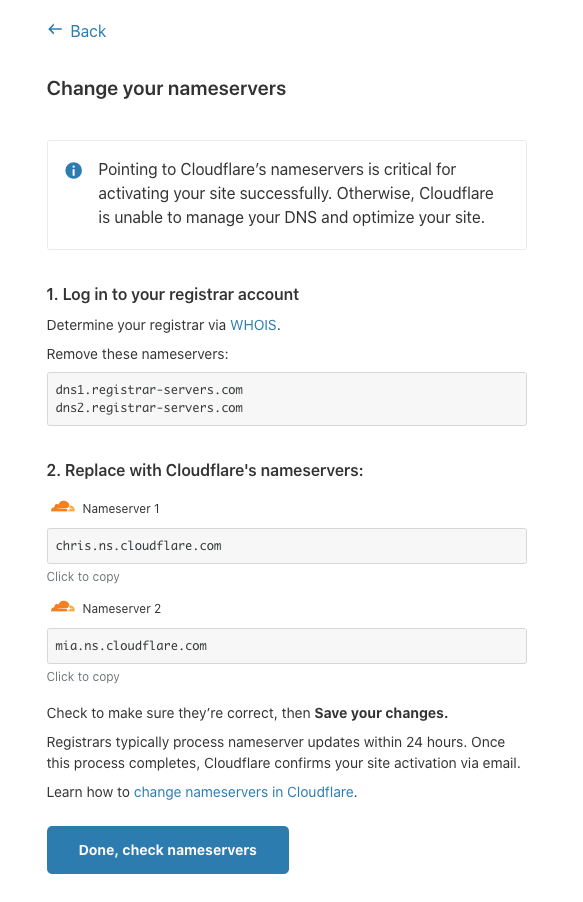 ← Back
Change your nameservers
Pointing to Cloudflare’s nameservers is critical for
activating your site successfully. Otherwise, Cloudflare
is unable to manage your DNS and optimize your site.
1. Log in to your registrar account
Determine your registrar via WHOIS.
Remove these nameservers:
dns1.registrar-servers.com
dns2.registrar-servers.com
2. Replace with Cloudflare's nameservers:
Nameserver 1
chris.ns.cloudflare.com
Click to copy
Nameserver 2
mia.ns.cloudflare.com
Click to copy
Check to make sure they’re correct, then Save your changes.
Registrars typically process nameserver updates within 24 hours. Once
this process completes, Cloudflare confirms your site activation via email.
Learn how to change nameservers in Cloudflare.
Done, check nameservers